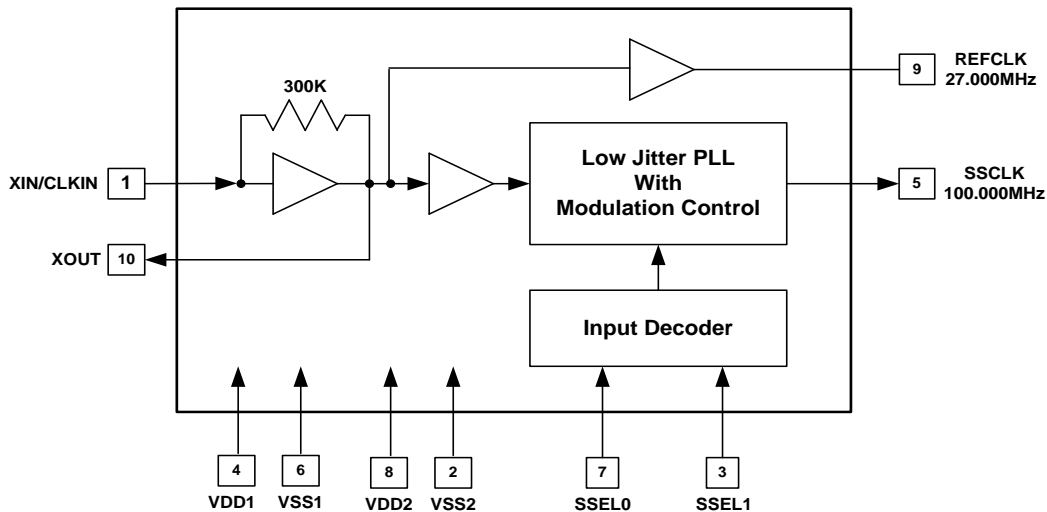 300K
9
REFCLK
27.000MHz
Low Jitter PLL
With
Modulation Control
XIN/CLKIN
1
5
SSCLK
100.000MHz
XOUT
10
Input Decoder
4
6
8
2
7
3
VDD1
VSS1
VDD2
VSS2
SSEL0
SSEL1